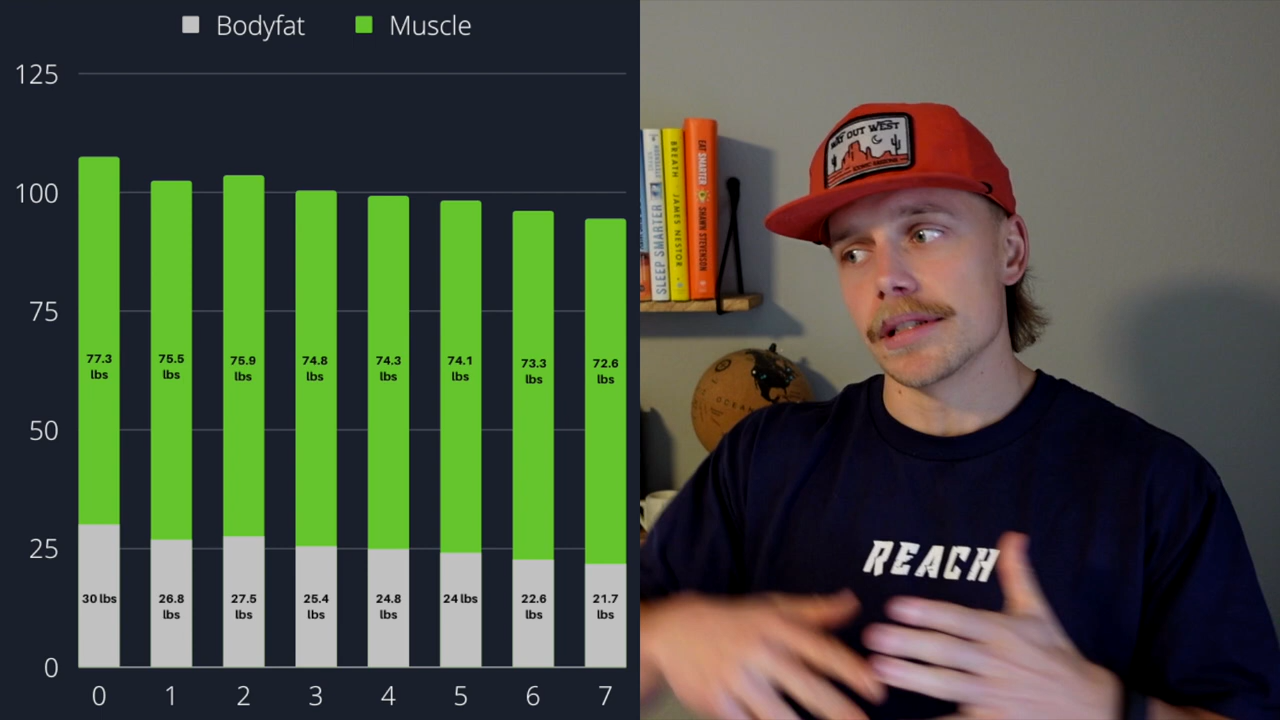 Bodyfat
Muscle
125
100
75
50
25
0
77.3
lbs
75.5
lbs
75.9
lbs
74.8
lbs
74.3
lbs
74.1
lbs
73.3
lbs
72.6
lbs
30 lbs
26.8
lbs
27.5
lbs
25.4
lbs
24.8
lbs
24 lbs
22.6
lbs
21.7
lbs
0 1 2 3 4 5 6 7
SLEEP SMARTER
BREATH JAMES NESTOR
EAT SMARTER SHAWN STEVENSON
WAY OUT WEST
OCEAN
REACH